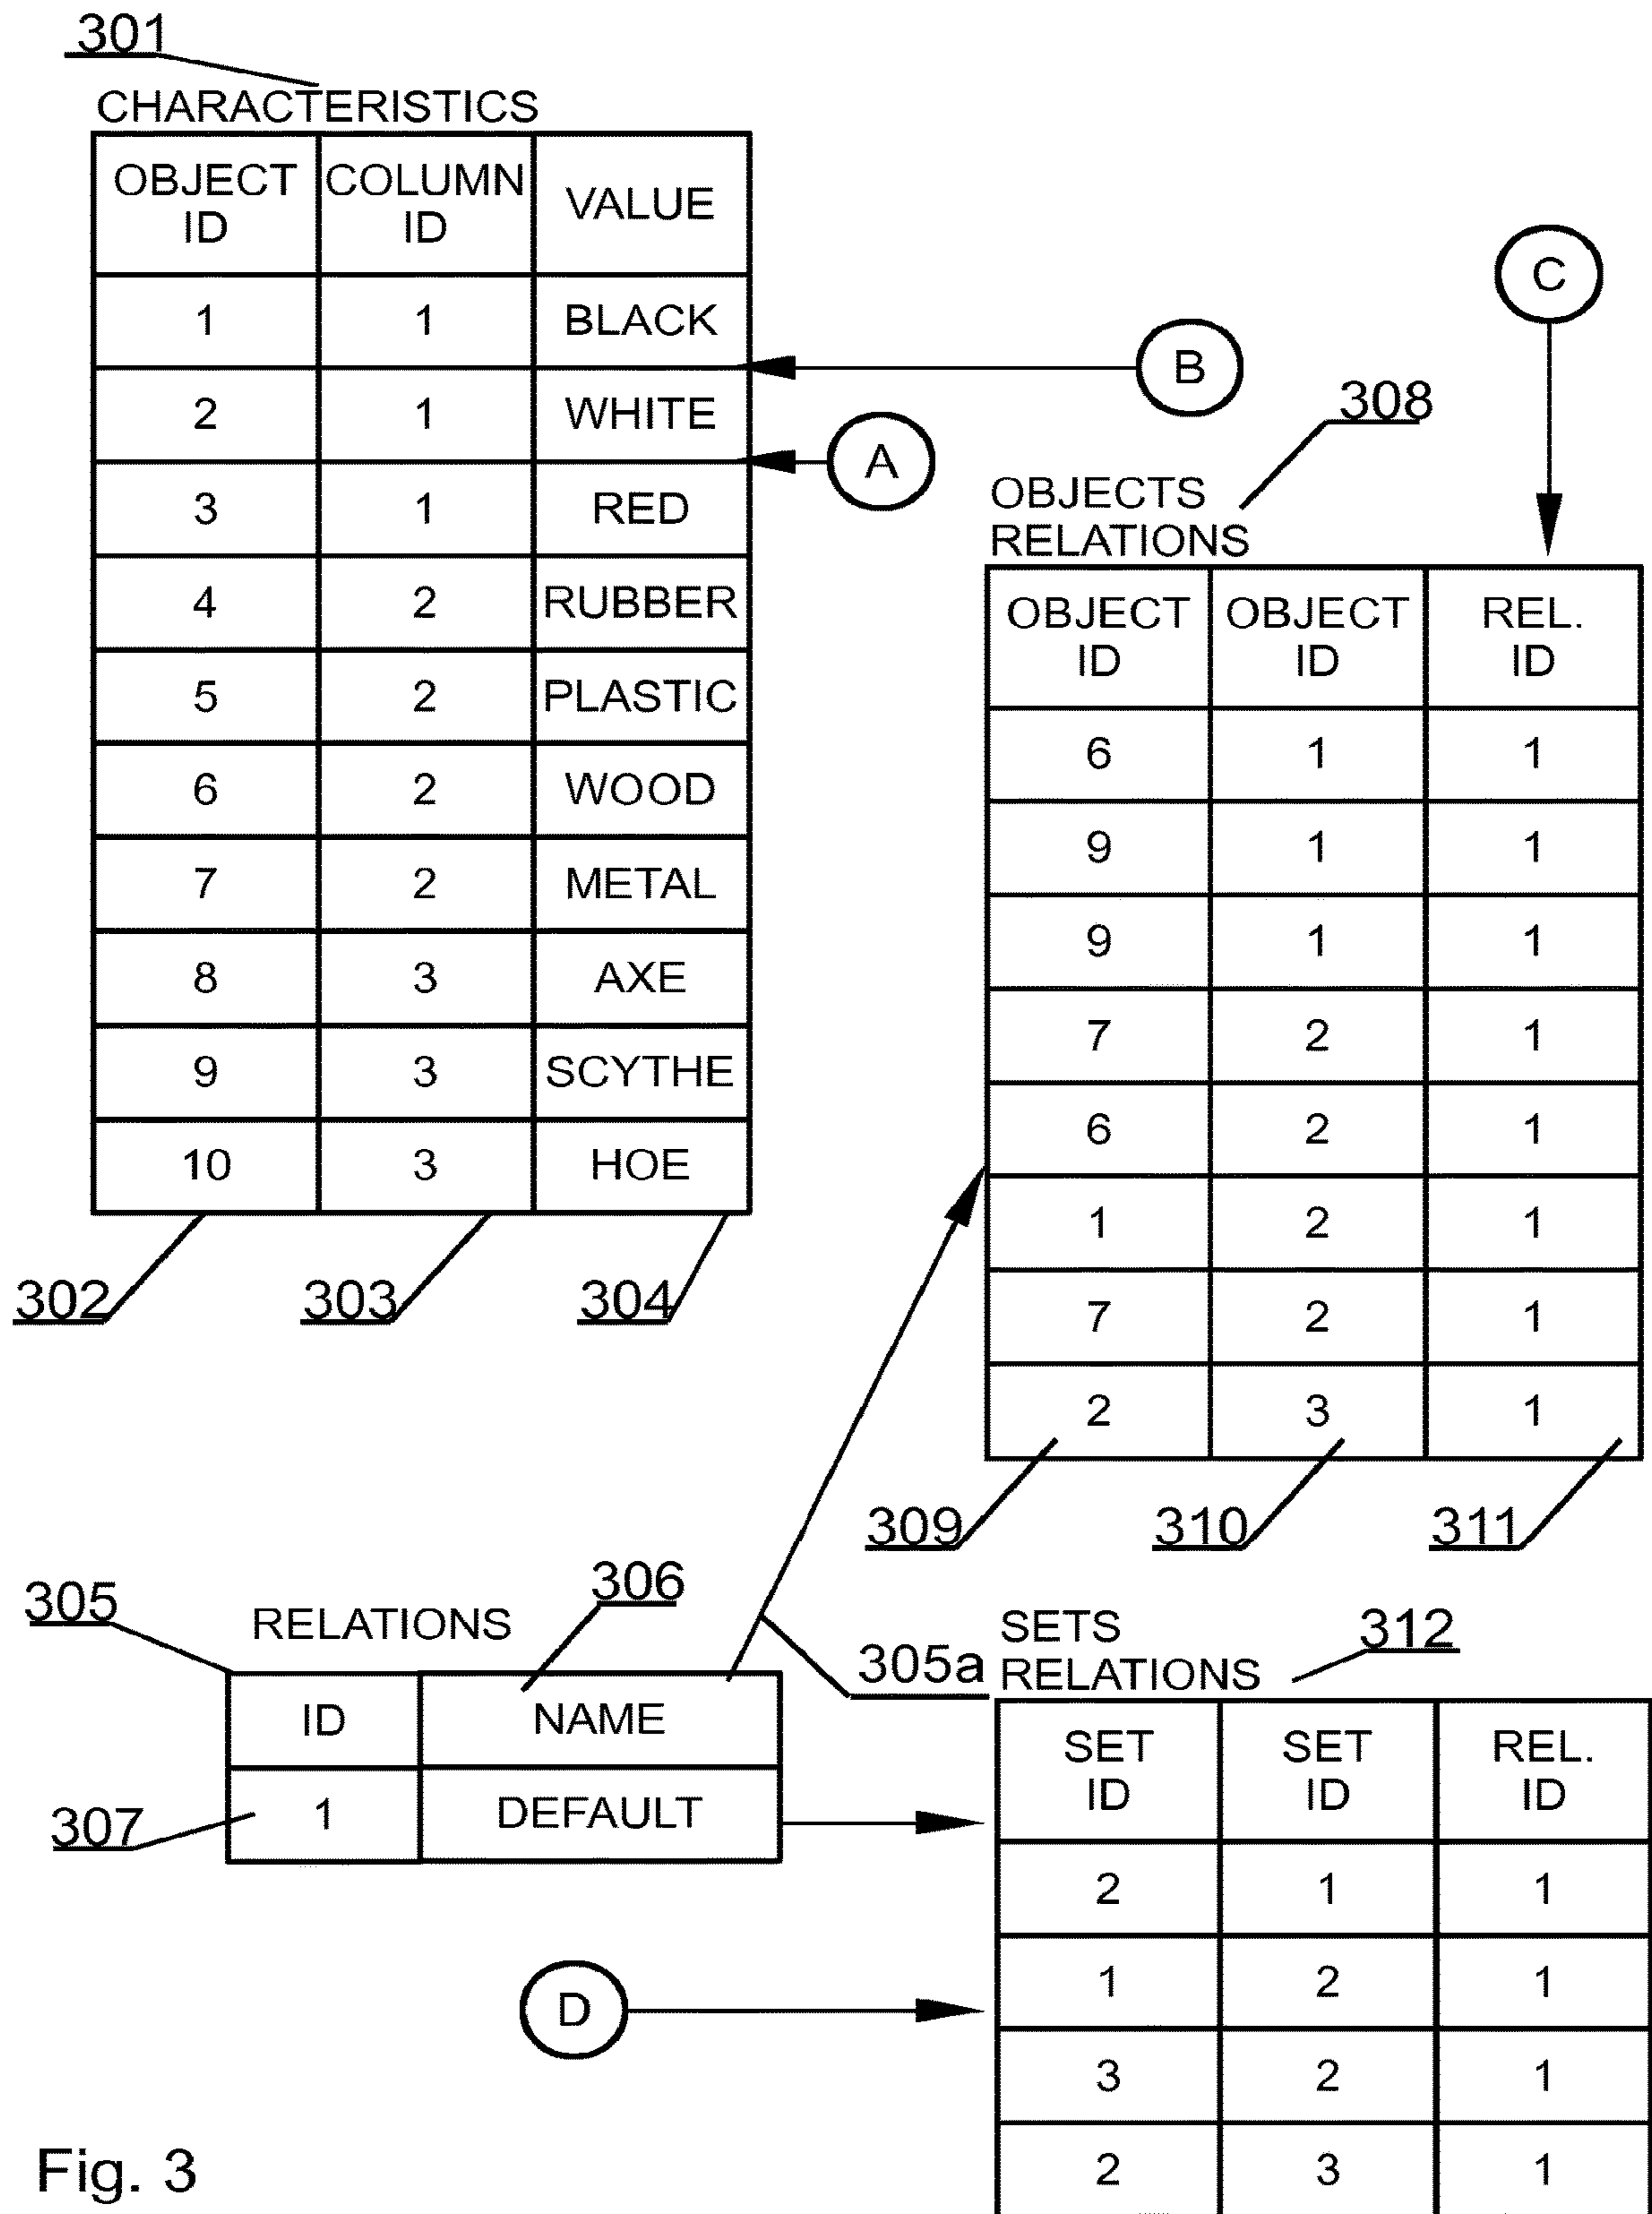 301
CHARACTERISTICS
OBJECT ID COLUMN ID VALUE
1 1 BLACK
2 1 WHITE
3 1 RED
4 2 RUBBER
5 2 PLASTIC
6 2 WOOD
7 2 METAL
8 3 AXE
9 3 SCYTHE
10 3 HOE
302 303 304
B
A
C
308
OBJECTS
RELATIONS
OBJECT ID OBJECT ID REL. ID
6 1 1
9 1 1
9 1 1
7 2 1
6 2 1
1 2 1
7 2 1
2 3 1
309 310 311
305
RELATIONS
306
ID NAME
1 DEFAULT
307
305a
SETS
RELATIONS
312
SET ID SET ID REL. ID
2 1 1
1 2 1
3 2 1
2 3 1
D
Fig. 3